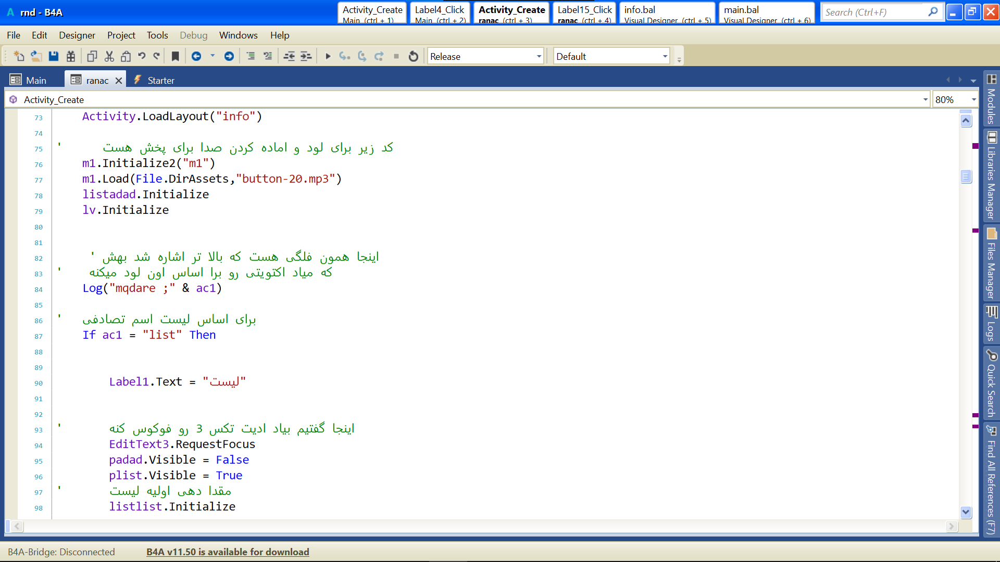 rnd - B4A
Activity_Create
Main (ctrl + 1)
Label4_Click
Main (ctrl + 2)
Activity_Create
ranac (ctrl + 3)
Label15_Click
ranac (ctrl + 4)
info.bal
Visual Designer (ctrl + 5)
main.bal
Visual Designer (ctrl + 6)
Search (Ctrl+F)
File Edit Designer Project Tools Debug Windows Help
Release
Default
Main
ranac
Starter
Activity_Create
80%
73 Activity.LoadLayout("info")
74
75 ' کد زیر برای لود و اماده کردن صدا برای پخش هست
76 m1.Initialize2("m1")
77 m1.Load(File.DirAssets,"button-20.mp3")
78 listadad.Initialize
79 lv.Initialize
80
81
82 ' اینجا همون فلگی هست که بالا تر اشاره شد بهش
83 ' که میاد اکتویتی رو برا اساس اون لود میکنه
84 Log("mqdare ;" & ac1)
85
86 ' برای اساس لیست اسم تصادفی
87 If ac1 = "list" Then
88
89
90 Label1.Text = "لیست"
91
92
93 ' اینجا گفتیم بیاد ادیت تکس 3 رو فوکوس کنه
94 EditText3.RequestFocus
95 padad.Visible = False
96 plist.Visible = True
97 ' مقدا دهی اولیه لیست
98 listlist.Initialize
Modules
Libraries Manager
Files Manager
Logs
Quick Search
Find All References (F7)
B4A-Bridge: Disconnected
B4A v11.50 is available for download